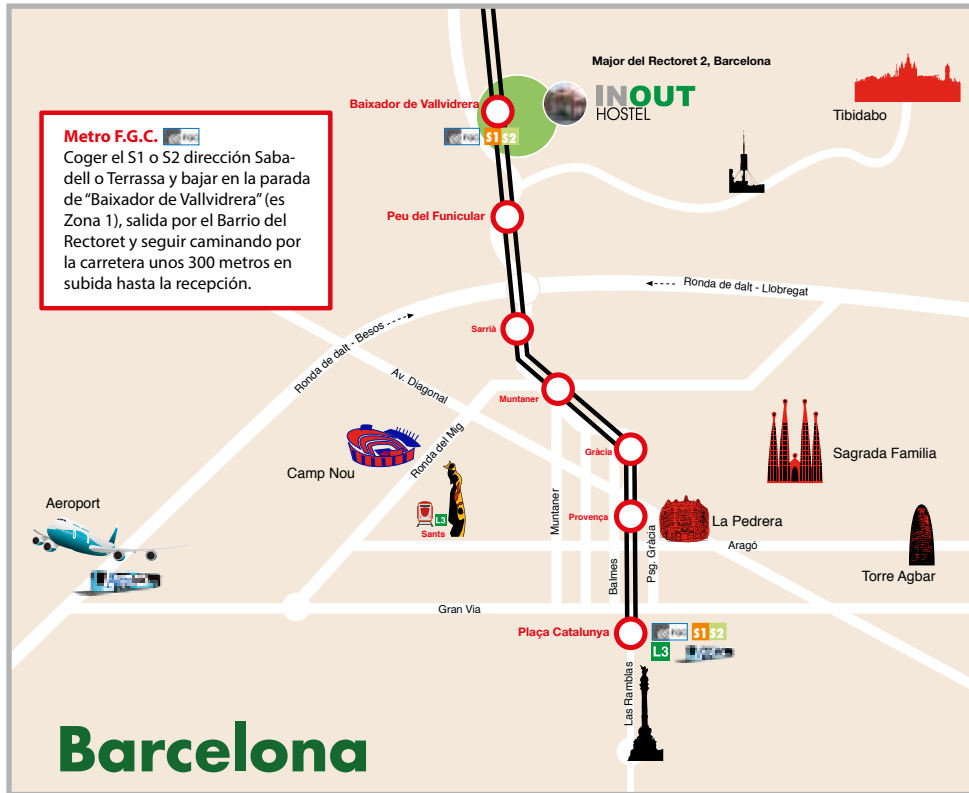 Major del Rectoret 2, Barcelona
INOUT
HOSTEL
Tibidabo
Baixador de Vallvidrera
S1 S2
Metro F.G.C.
Coger el S1 o S2 dirección Saba-
dell o Terrassa y bajar en la parada
de “Baixador de Vallvidrera” (es
Zona 1), salida por el Barrio del
Rectoret y seguir caminando por
la carretera unos 300 metros en
subida hasta la recepción.
Peu del Funicular
Ronda de dalt - Llobregat
Ronda de dalt - Besos
Sarrià
Av. Diagonal
Muntaner
Ronda del Mig
Camp Nou
Gràcia
Sagrada Familia
Aeroport
L3
Sants
Muntaner
Provença
La Pedrera
Aragó
Torre Agbar
Balmes
Psg. Gràcia
Gran Via
Plaça Catalunya
FGC S1 S2
L3
Las Ramblas
Barcelona